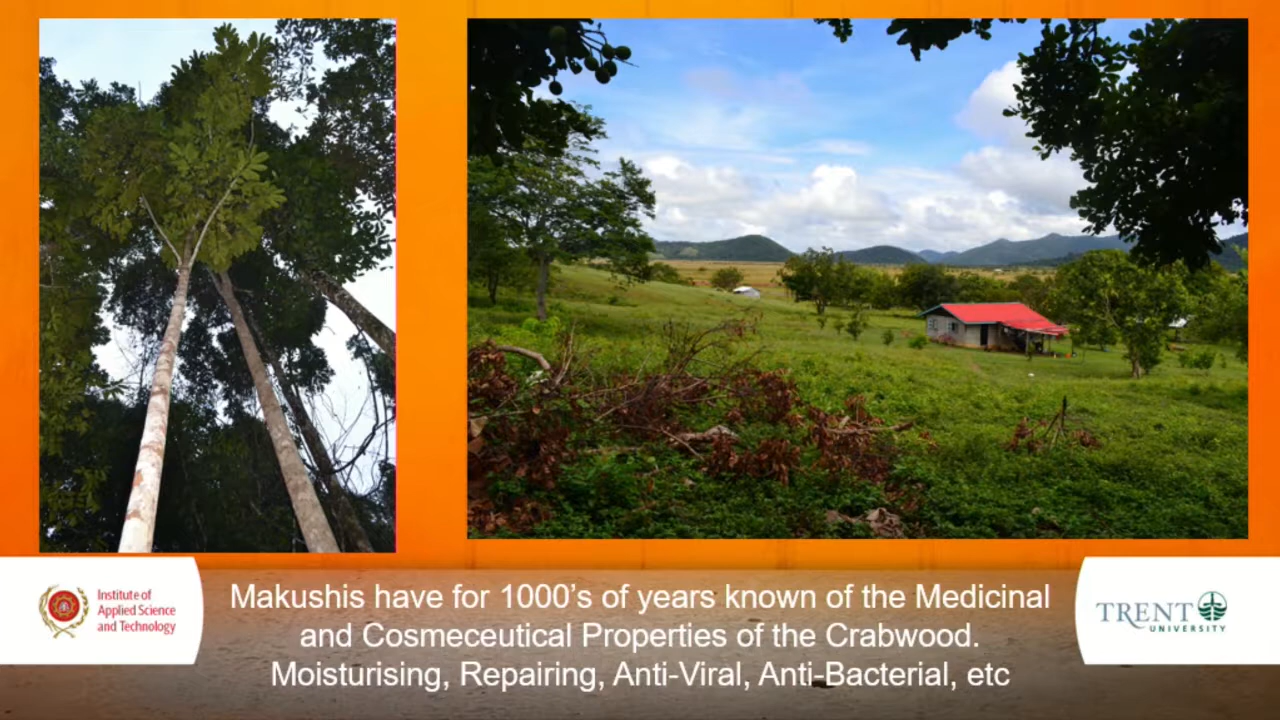 Institute of
Applied Science
and Technology
Makushis have for 1000's of years known of the Medicinal
and Cosmeceutical Properties of the Crabwood.
Moisturising, Repairing, Anti-Viral, Anti-Bacterial, etc
TRENT
UNIVERSITY